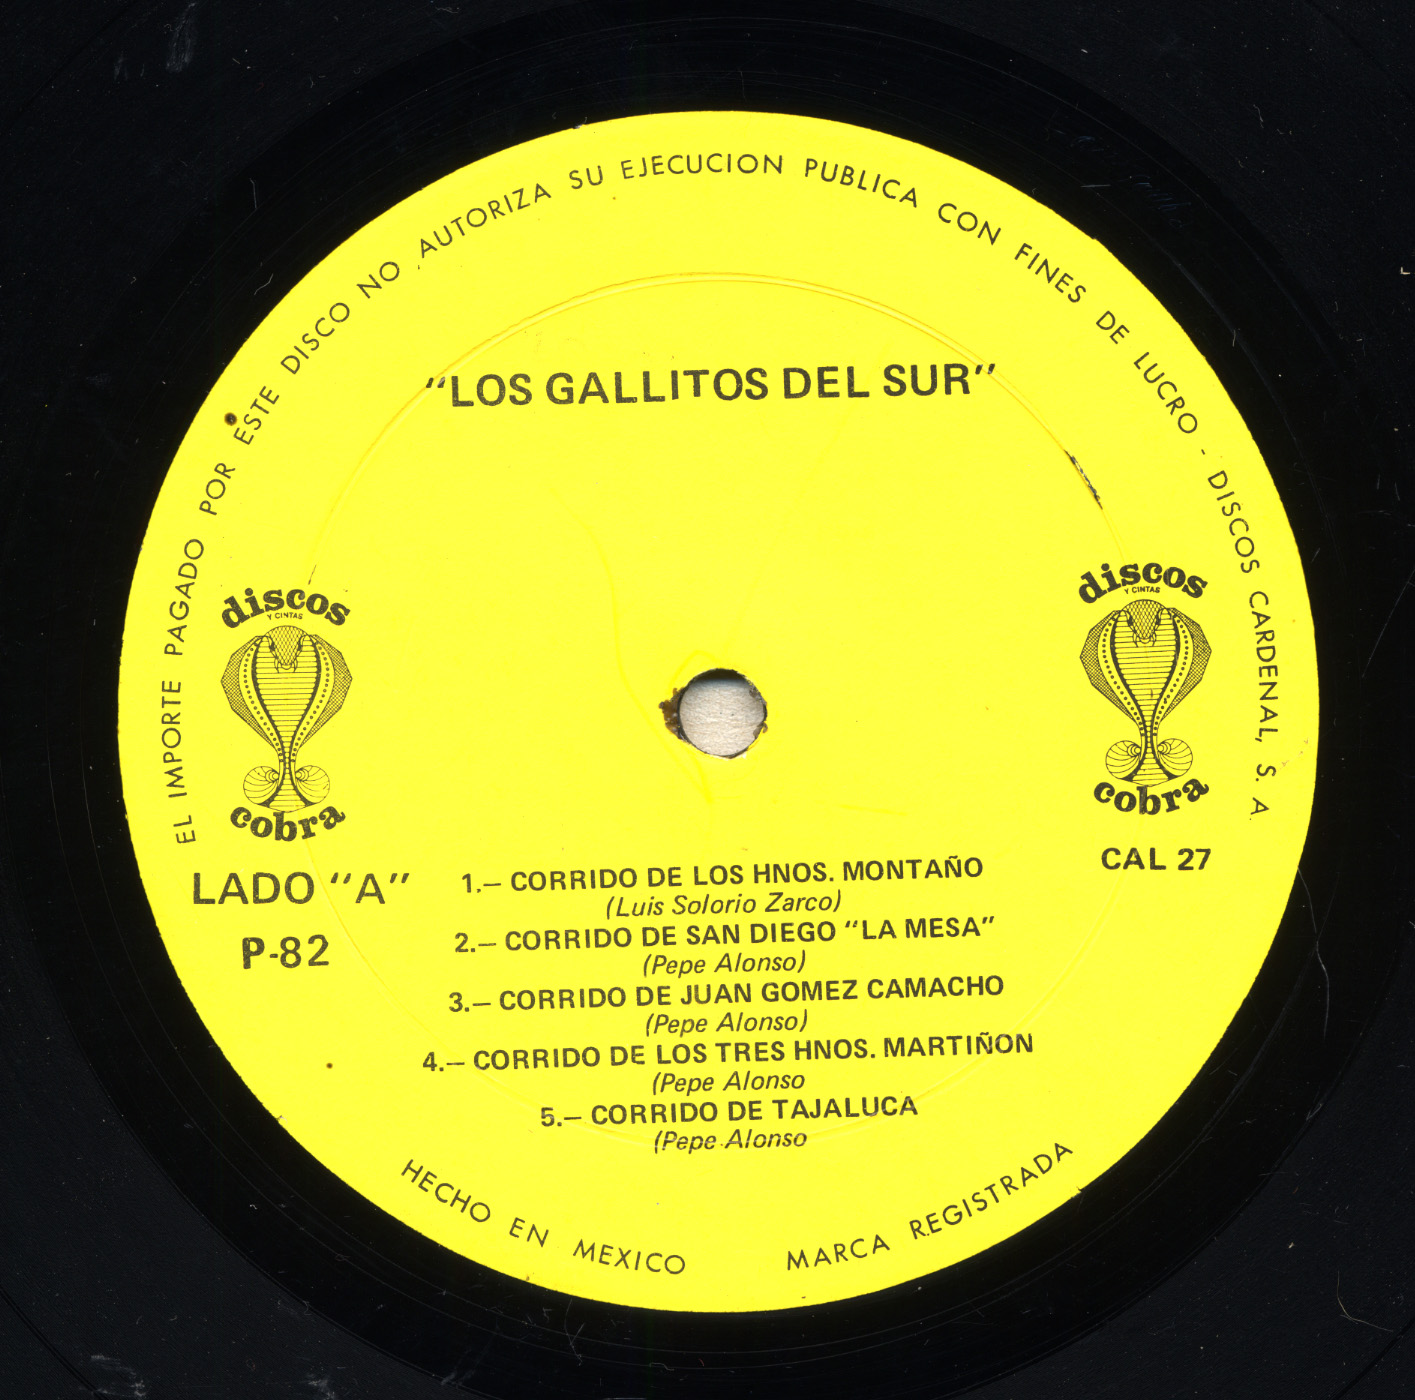 EL IMPORTE PAGADO POR ESTE DISCO NO AUTORIZA SU EJECUCION PUBLICA CON FINES DE LUCRO - DISCOS CARDENAL, S. A.
"LOS GALLITOS DEL SUR"
discos
Y CINTAS
cobra
discos
Y CINTAS
cobra
LADO "A"
P-82
CAL 27
1.– CORRIDO DE LOS HNOS. MONTAÑO
(Luis Solorio Zarco)
2.– CORRIDO DE SAN DIEGO "LA MESA"
(Pepe Alonso)
3.– CORRIDO DE JUAN GOMEZ CAMACHO
(Pepe Alonso)
4.– CORRIDO DE LOS TRES HNOS. MARTIÑON
(Pepe Alonso
5.– CORRIDO DE TAJALUCA
(Pepe Alonso
HECHO EN MEXICO
MARCA REGISTRADA